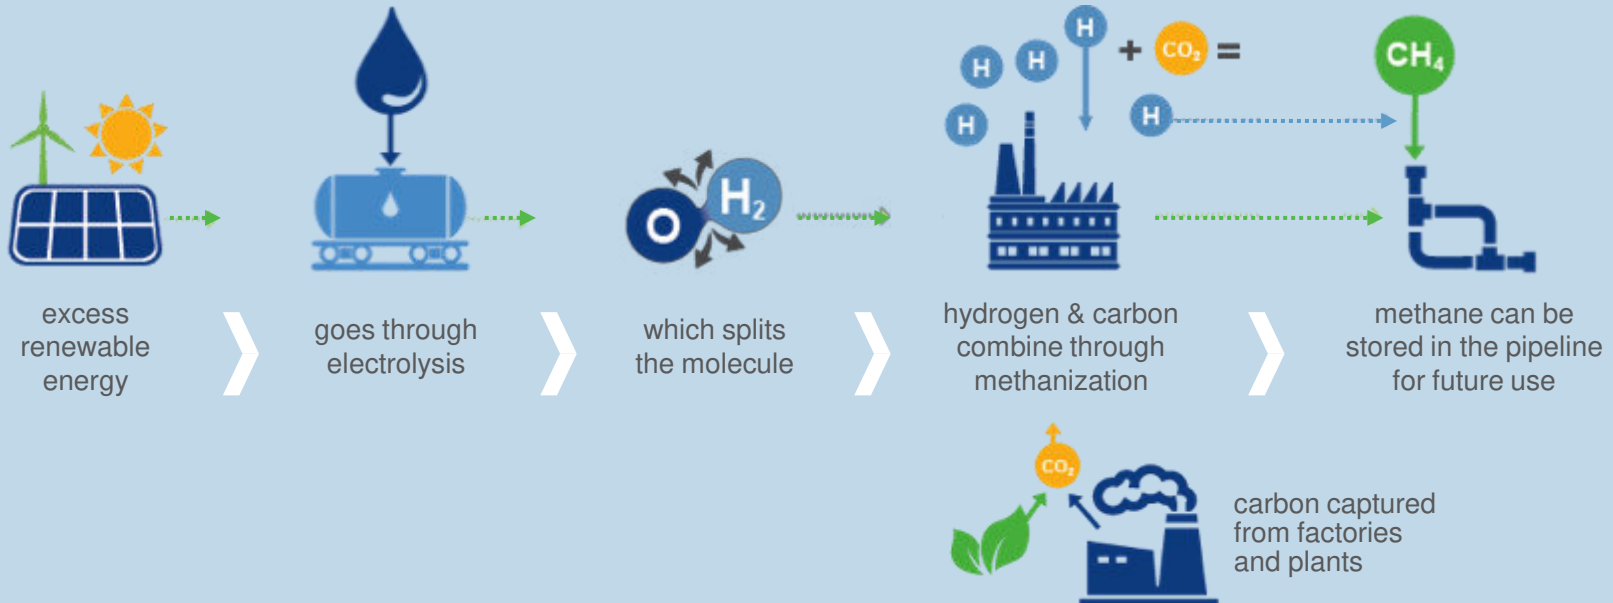 H
H
H
H
H
+ CO₂ =
CH₄
O
H₂
excess
renewable
energy
goes through
electrolysis
which splits
the molecule
hydrogen & carbon
combine through
methanization
methane can be
stored in the pipeline
for future use
CO₂
carbon captured
from factories
and plants